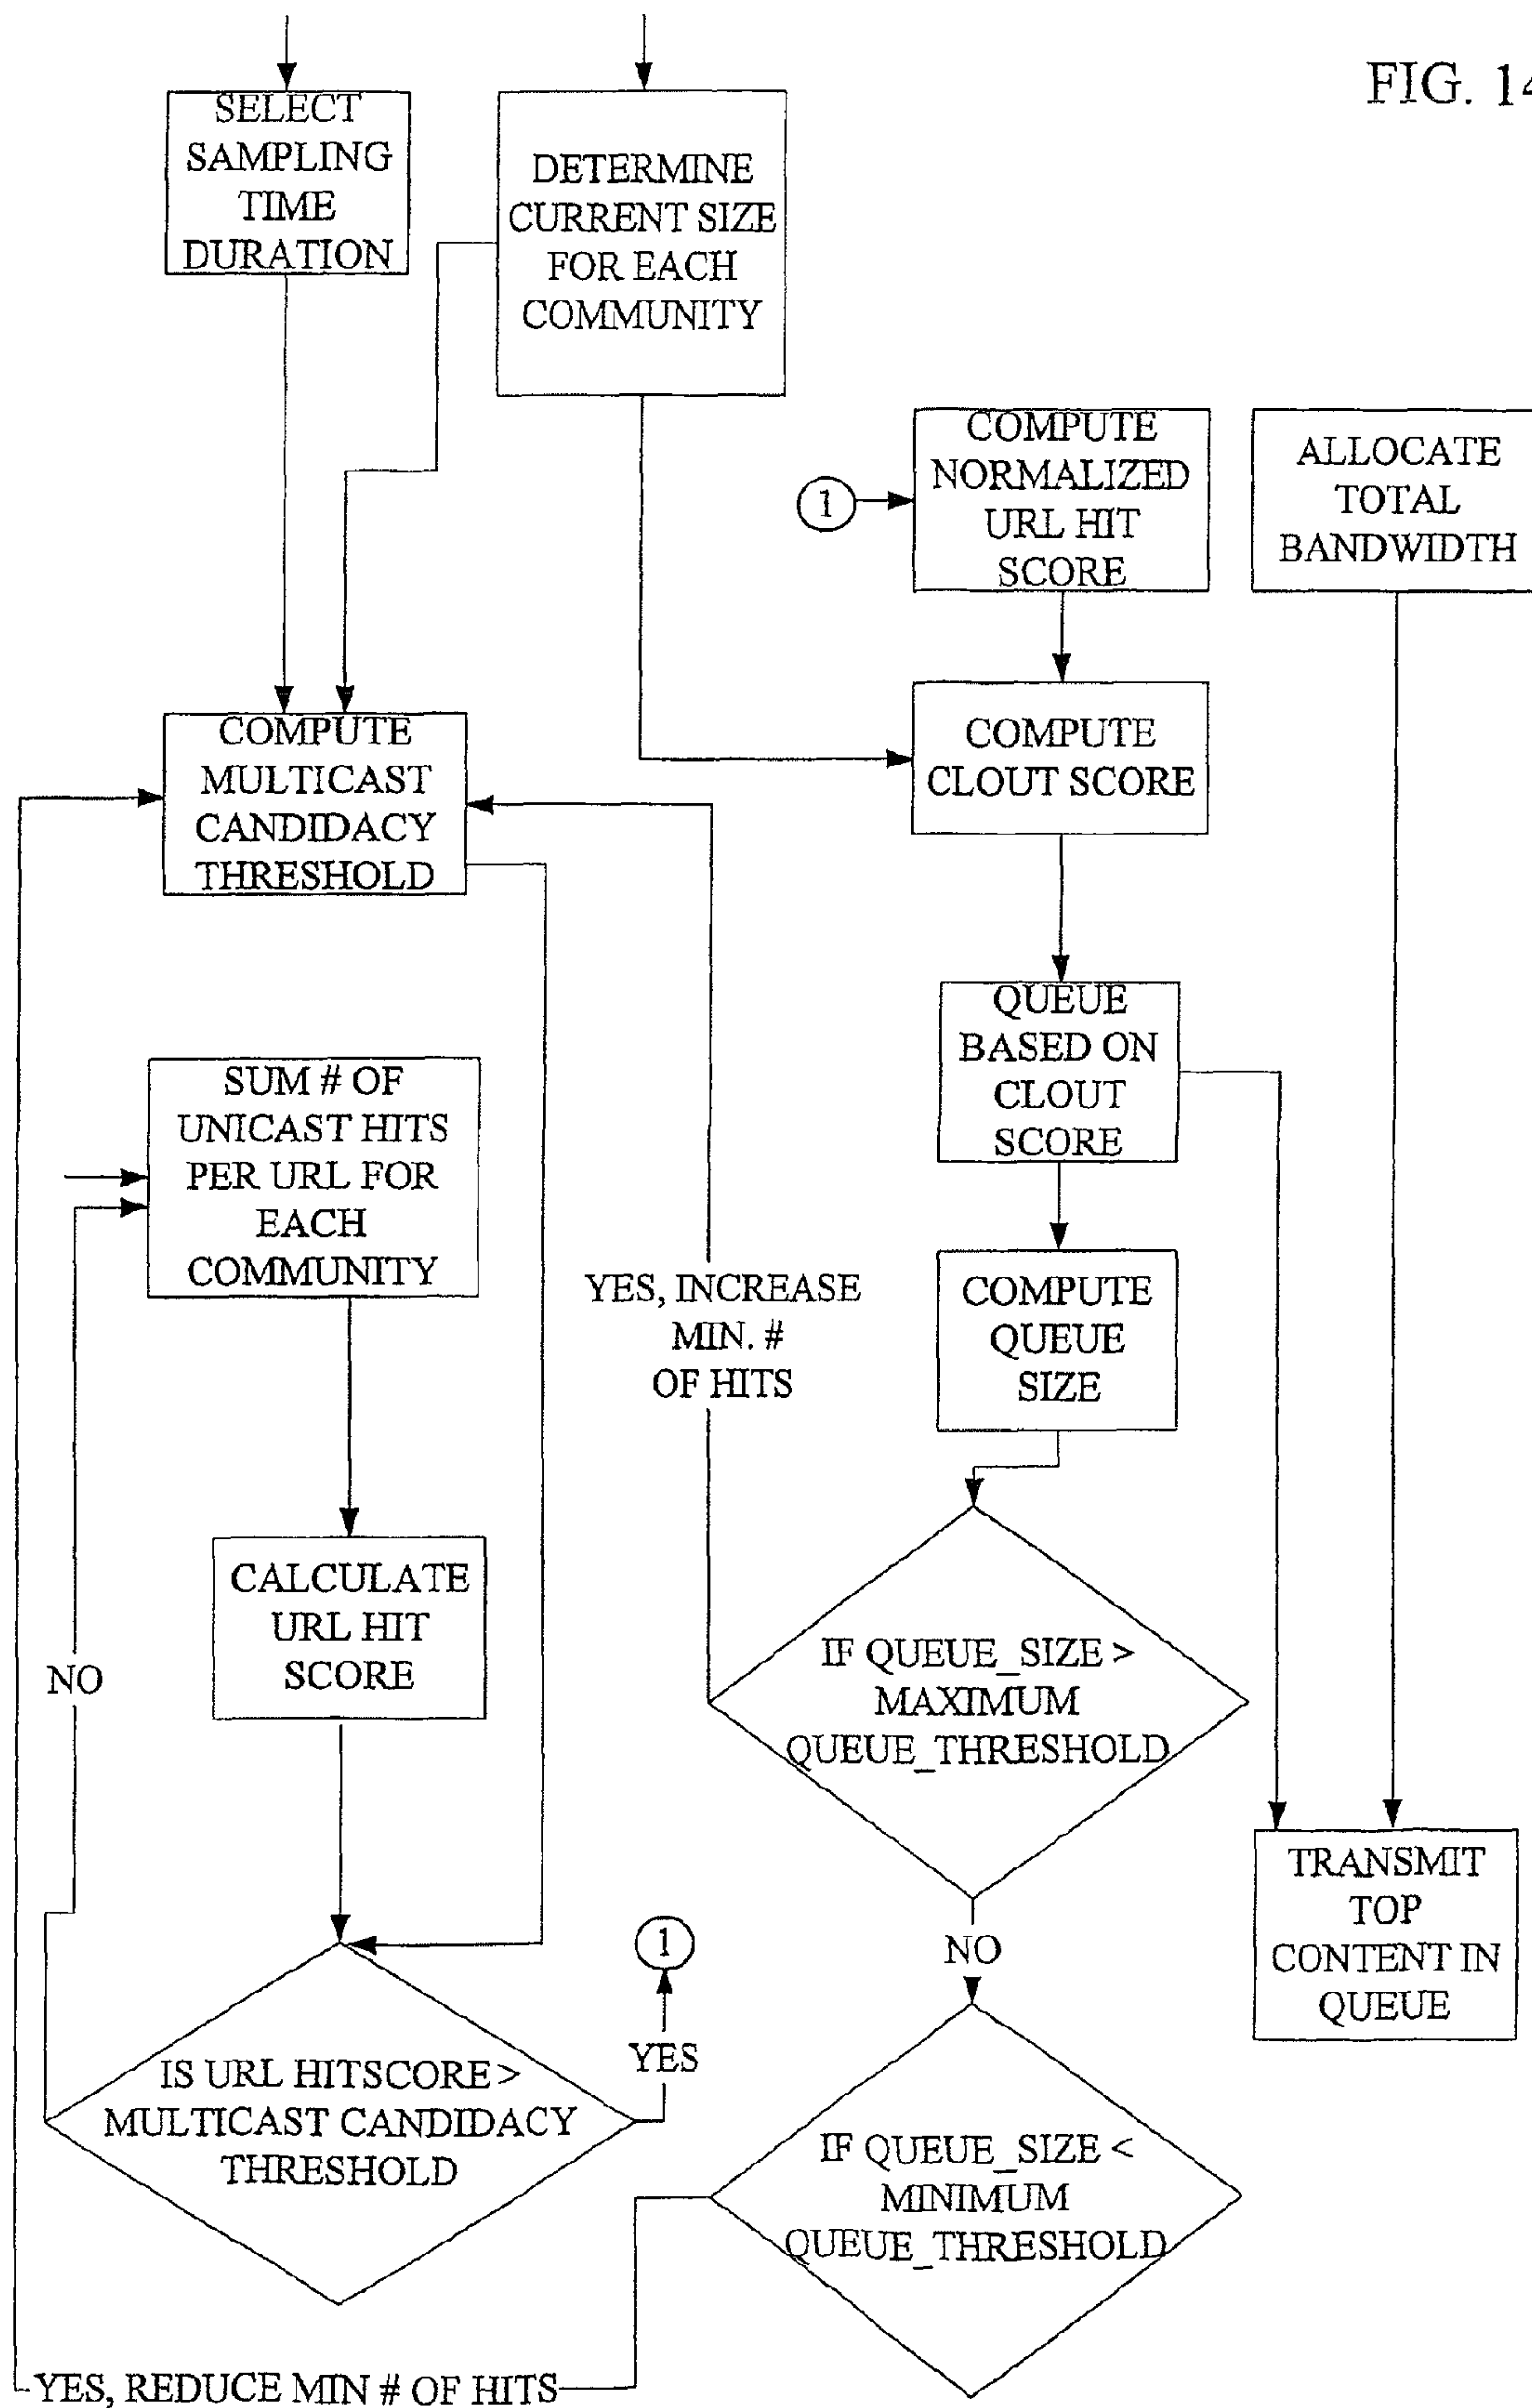 FIG. 14
SELECT
SAMPLING
TIME
DURATION
DETERMINE
CURRENT SIZE
FOR EACH
COMMUNITY
COMPUTE
NORMALIZED
URL HIT
SCORE
ALLOCATE
TOTAL
BANDWIDTH
1
COMPUTE
MULTICAST
CANDIDACY
THRESHOLD
COMPUTE
CLOUT SCORE
QUEUE
BASED ON
CLOUT
SCORE
SUM # OF
UNICAST HITS
PER URL FOR
EACH
COMMUNITY
YES, INCREASE
MIN. #
OF HITS
COMPUTE
QUEUE
SIZE
CALCULATE
URL HIT
SCORE
NO
IF QUEUE_SIZE >
MAXIMUM
QUEUE_THRESHOLD
TRANSMIT
TOP
CONTENT IN
QUEUE
1
NO
YES
IS URL HITSCORE >
MULTICAST CANDIDACY
THRESHOLD
IF QUEUE_SIZE <
MINIMUM
QUEUE_THRESHOLD
YES, REDUCE MIN # OF HITS